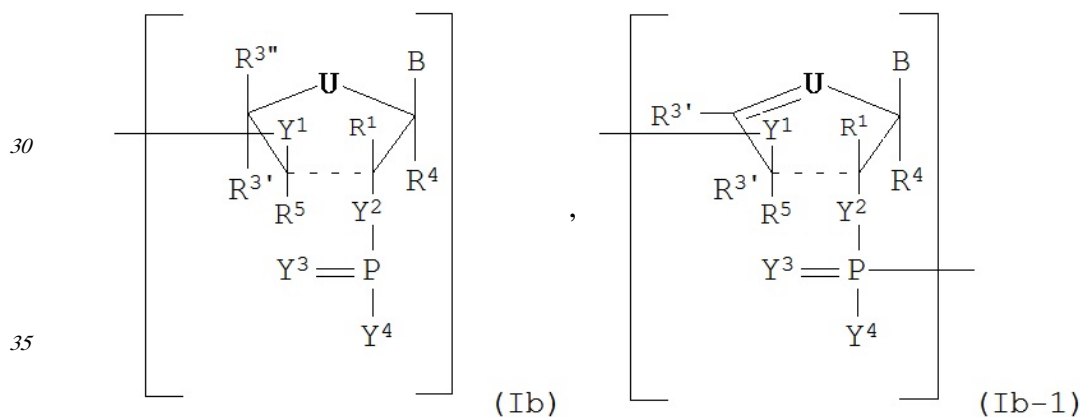 R³" U B
R³' U B
30 Y¹ R¹
Y¹ R¹
R³' R⁴
R³' R⁴
R⁵ Y² ,
R⁵ Y²
Y³ = P
Y³ = P
35 Y⁴
Y⁴
(Ib)
(Ib-1)